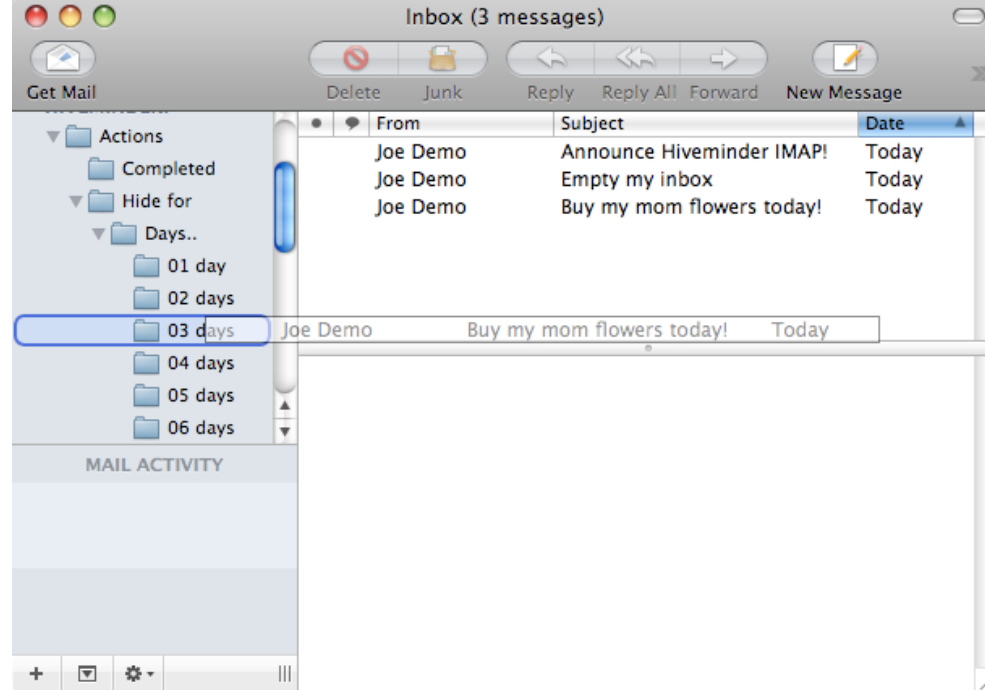 Inbox (3 messages)
Get Mail Delete Junk Reply Reply All Forward New Message
From Subject Date
Actions
Joe Demo Announce Hiveminder IMAP! Today
Completed
Joe Demo Empty my inbox Today
Hide for
Joe Demo Buy my mom flowers today! Today
Days..
01 day
02 days
03 days
Joe Demo Buy my mom flowers today! Today
04 days
05 days
06 days
MAIL ACTIVITY